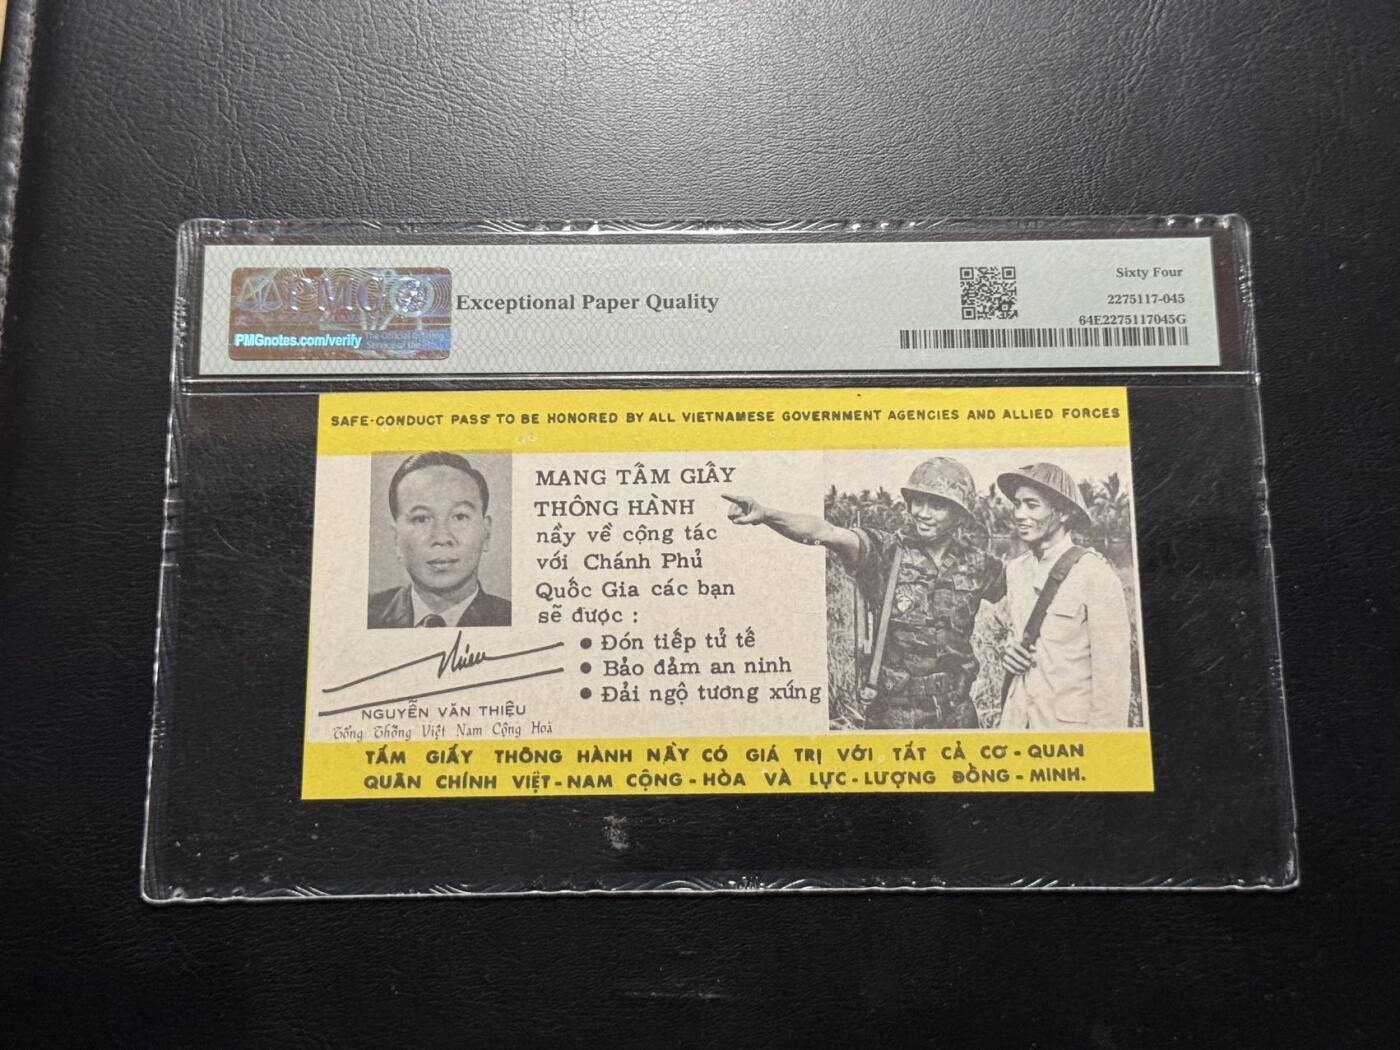 PMG
PMGnotes.com/verify
Exceptional Paper Quality
Sixty Four
2275117-045
64E2275117045G
SAFE-CONDUCT PASS TO BE HONORED BY ALL VIETNAMESE GOVERNMENT AGENCIES AND ALLIED FORCES
MANG TẤM GIẤY
THÔNG HÀNH
nầy về cộng tác
với Chánh Phủ
Quốc Gia các bạn
sẽ được :
● Đón tiếp tử tế
● Bảo đảm an ninh
● Đải ngộ tương xứng
Thieu
NGUYỄN VĂN THIỆU
Tổng Thống Việt Nam Cộng Hoà
TẤM GIẤY THÔNG HÀNH NẦY CÓ GIÁ TRỊ VỚI TẤT CẢ CƠ - QUAN
QUÂN CHÍNH VIỆT - NAM CỘNG - HÒA VÀ LỰC - LƯỢNG ĐỒNG - MINH.